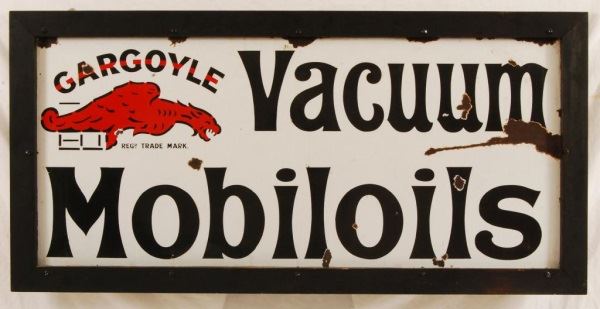 GARGOYLE
Vacuum
REGD TRADE MARK.
Mobiloils